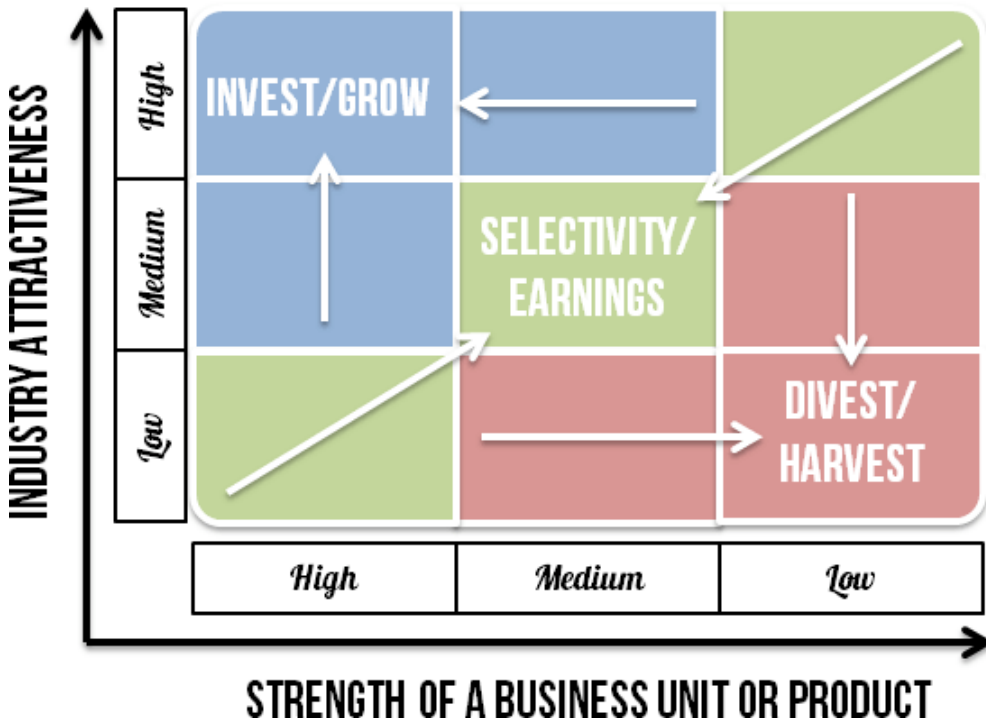 INDUSTRY ATTRACTIVENESS
High
Medium
Low
INVEST/GROW
SELECTIVITY/
EARNINGS
DIVEST/
HARVEST
High
Medium
Low
STRENGTH OF A BUSINESS UNIT OR PRODUCT